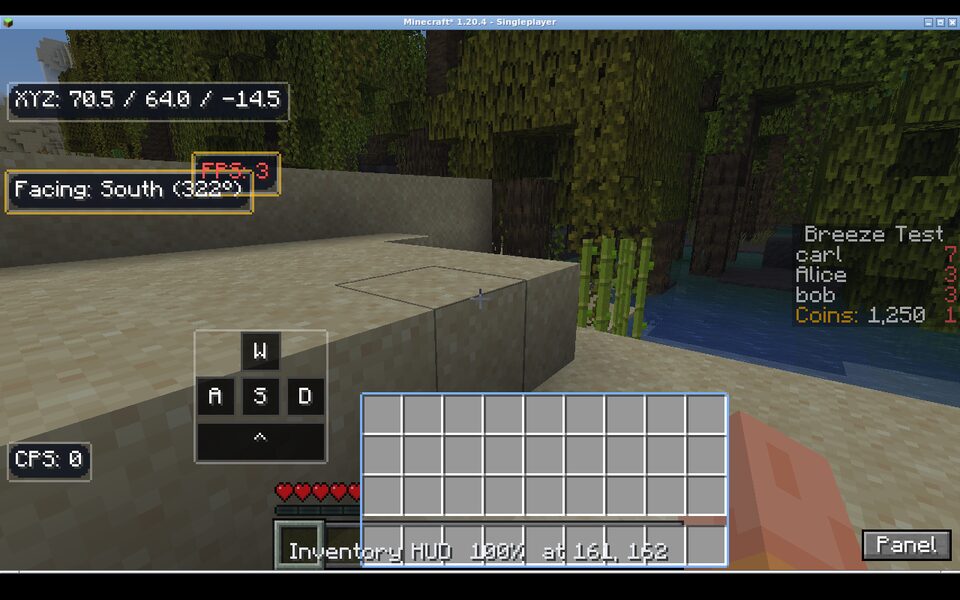 Minecraft* 1.20.4 - Singleplayer
XYZ: 70.5 / 64.0 / -14.5
FPS: 3
Facing: South (322º)
Breeze Test
carl 7
Alice 3
bob 3
Coins: 1,250 1
W
A S D
^
CPS: 0
Inventory HUD 100% at 161, 162
Panel